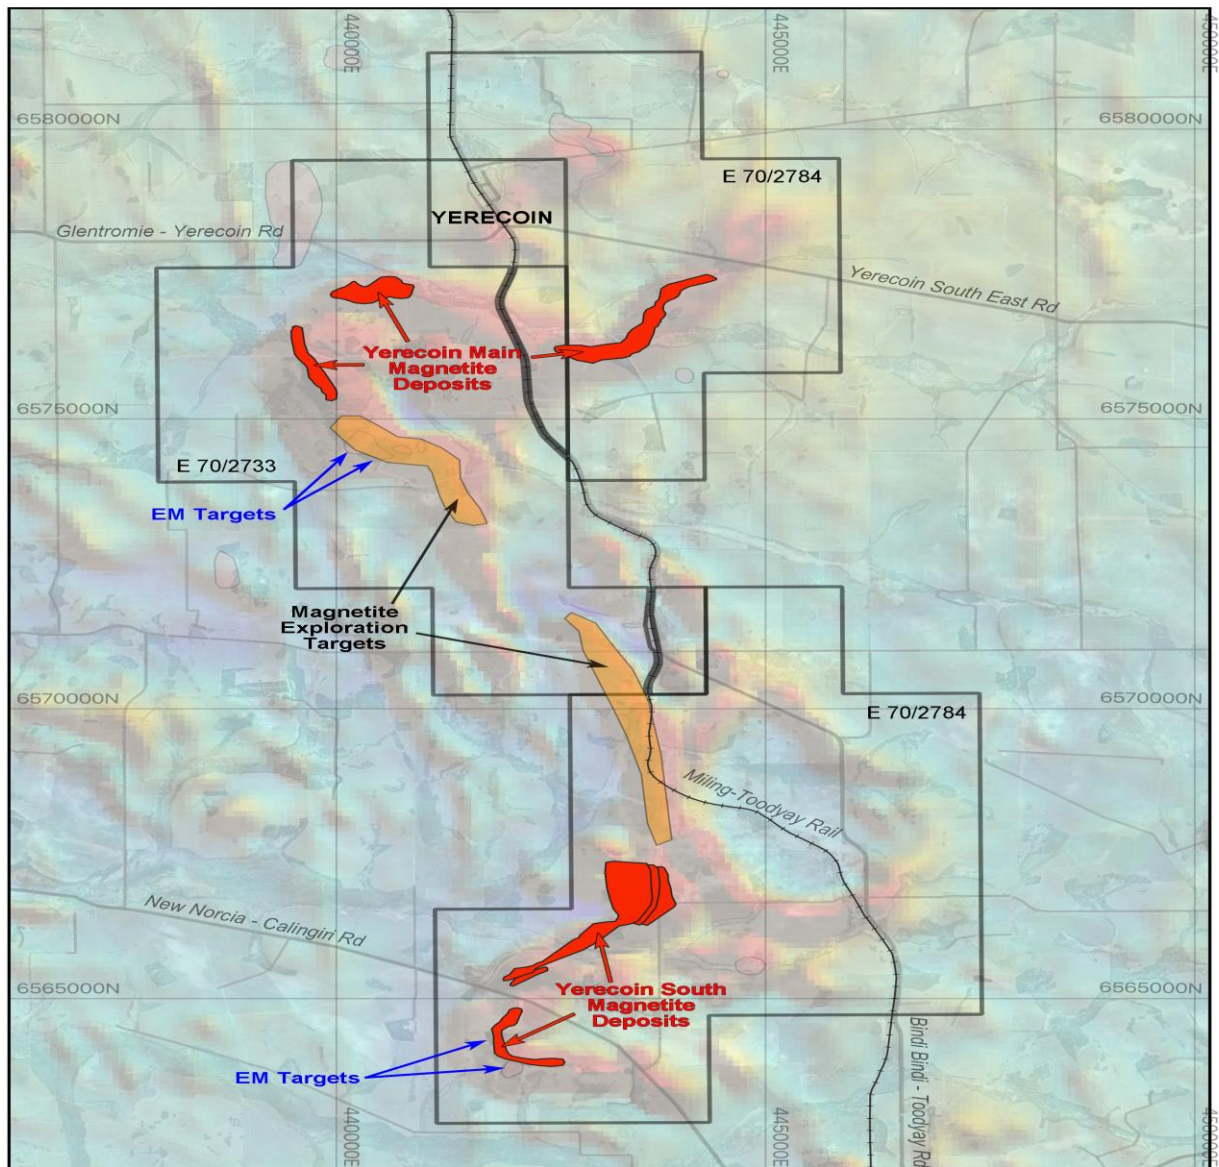 440000E
445000E
450000E
6580000N
6580000N
E 70/2784
YERECOIN
Glentromie - Yerecoin Rd
Yerecoin South East Rd
Yerecoin Main
Magnetite
Deposits
6575000N
6575000N
E 70/2733
EM Targets
Magnetite
Exploration
Targets
6570000N
6570000N
E 70/2784
Miling-Toodyay Rail
New Norcia - Calingiri Rd
6565000N
6565000N
Yerecoin South
Magnetite
Deposits
EM Targets
Bindi Bindi - Toodyay Rd
440000E
445000E
450000E